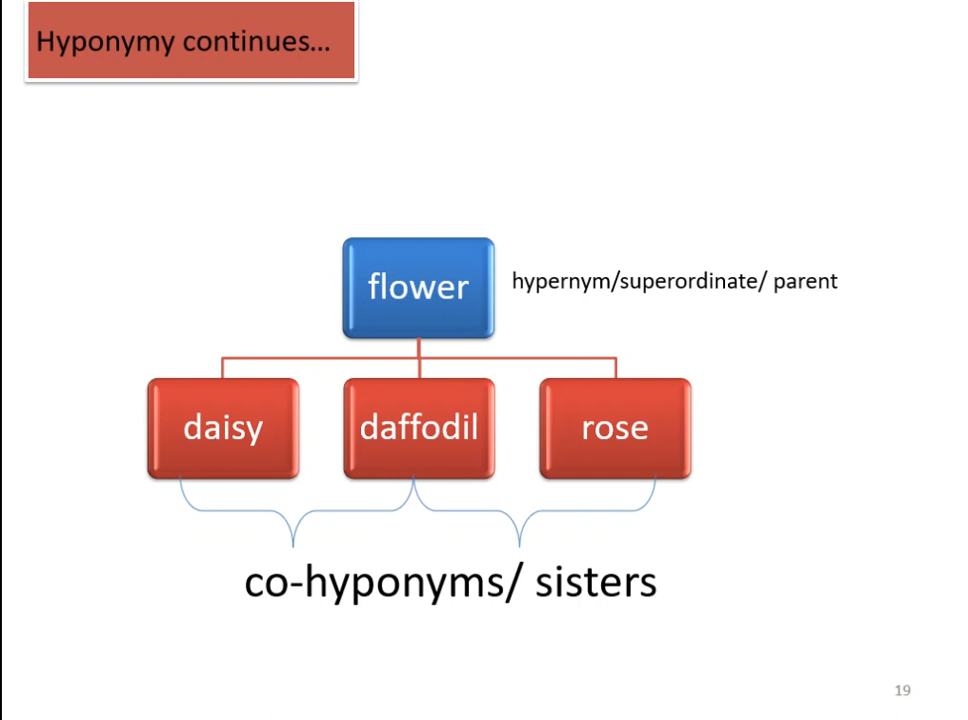 Hyponymy continues...
flower
hypernym/superordinate/ parent
daisy
daffodil
rose
co-hyponyms/ sisters
19